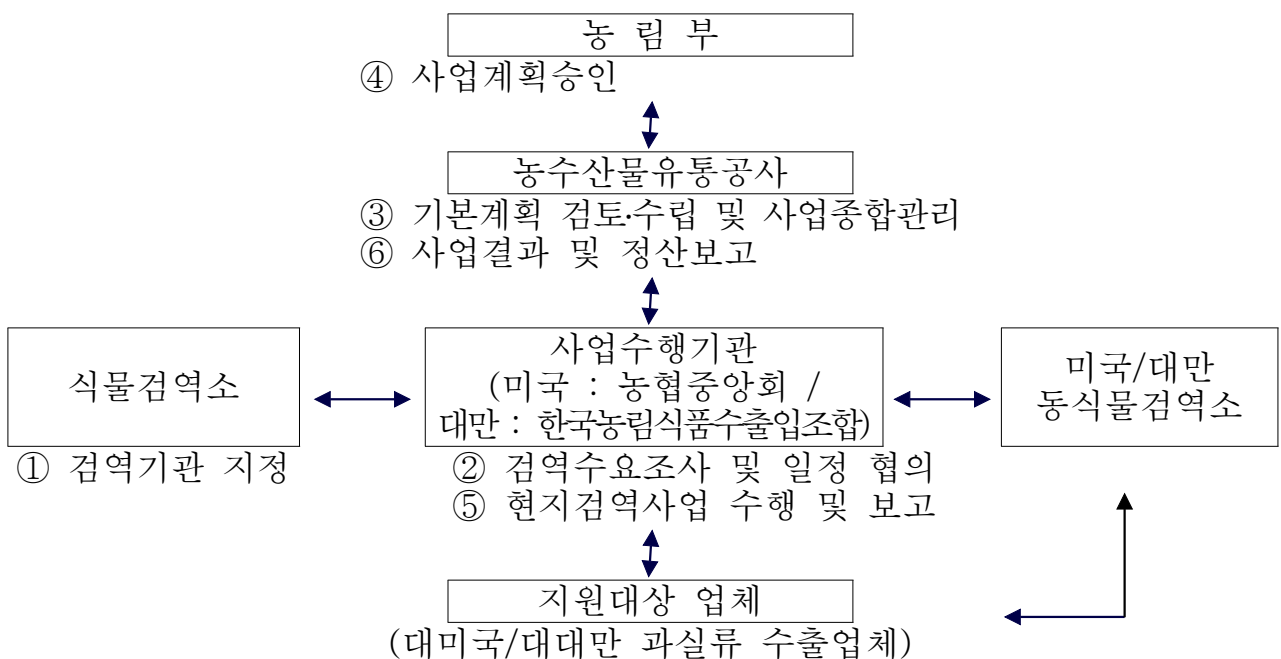 농 림 부
④ 사업계획승인
농수산물유통공사
③ 기본계획 검토·수립 및 사업종합관리
⑥ 사업결과 및 정산보고
식물검역소
① 검역기관 지정
사업수행기관
(미국 : 농협중앙회 /
대만 : 한국농림식품수출입조합)
② 검역수요조사 및 일정 협의
⑤ 현지검역사업 수행 및 보고
미국/대만
동식물검역소
지원대상 업체
(대미국/대대만 과실류 수출업체)